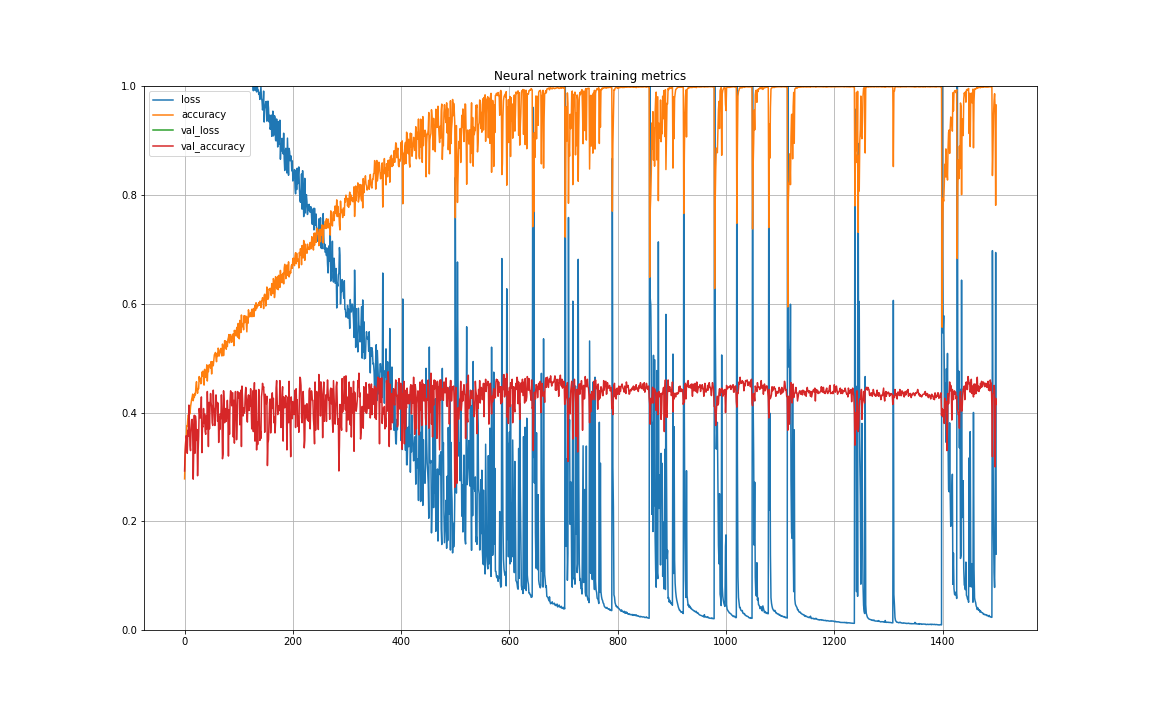 Neural network training metrics
1.0
0.8
0.6
0.4
0.2
0.0
loss
accuracy
val_loss
val_accuracy
0 200 400 600 800 1000 1200 1400